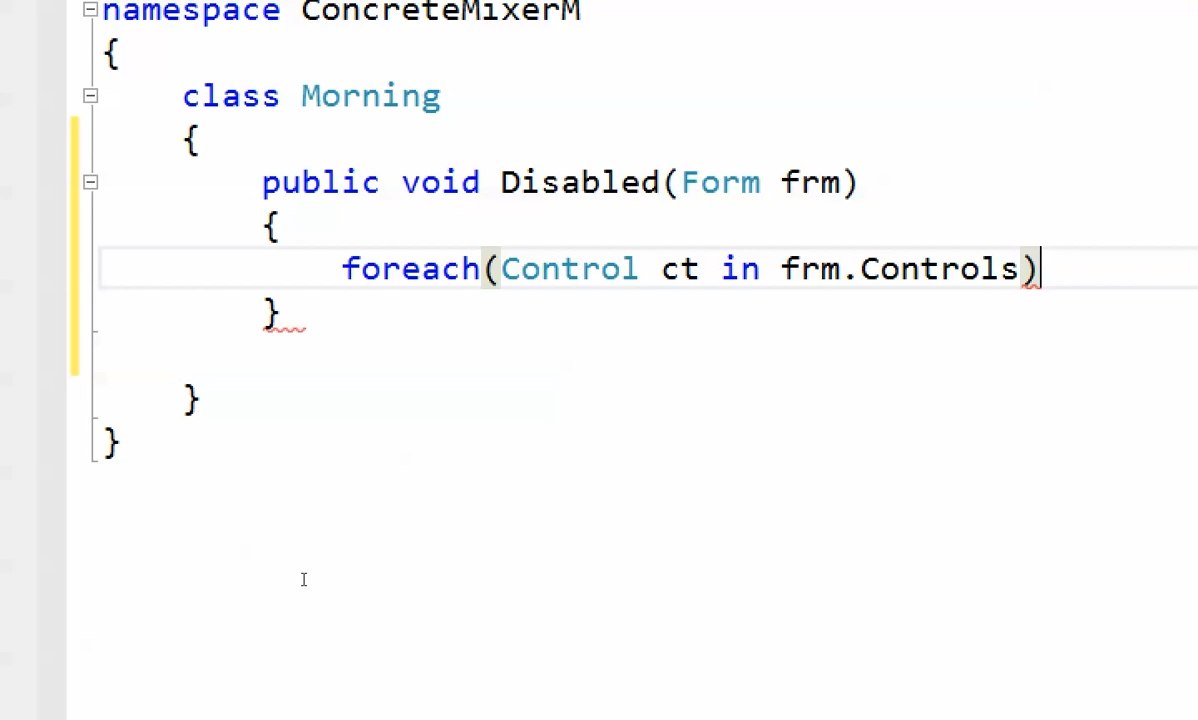 namespace ConcreteMixerM
{
class Morning
{
public void Disabled(Form frm)
{
foreach(Control ct in frm.Controls)
}
}
}